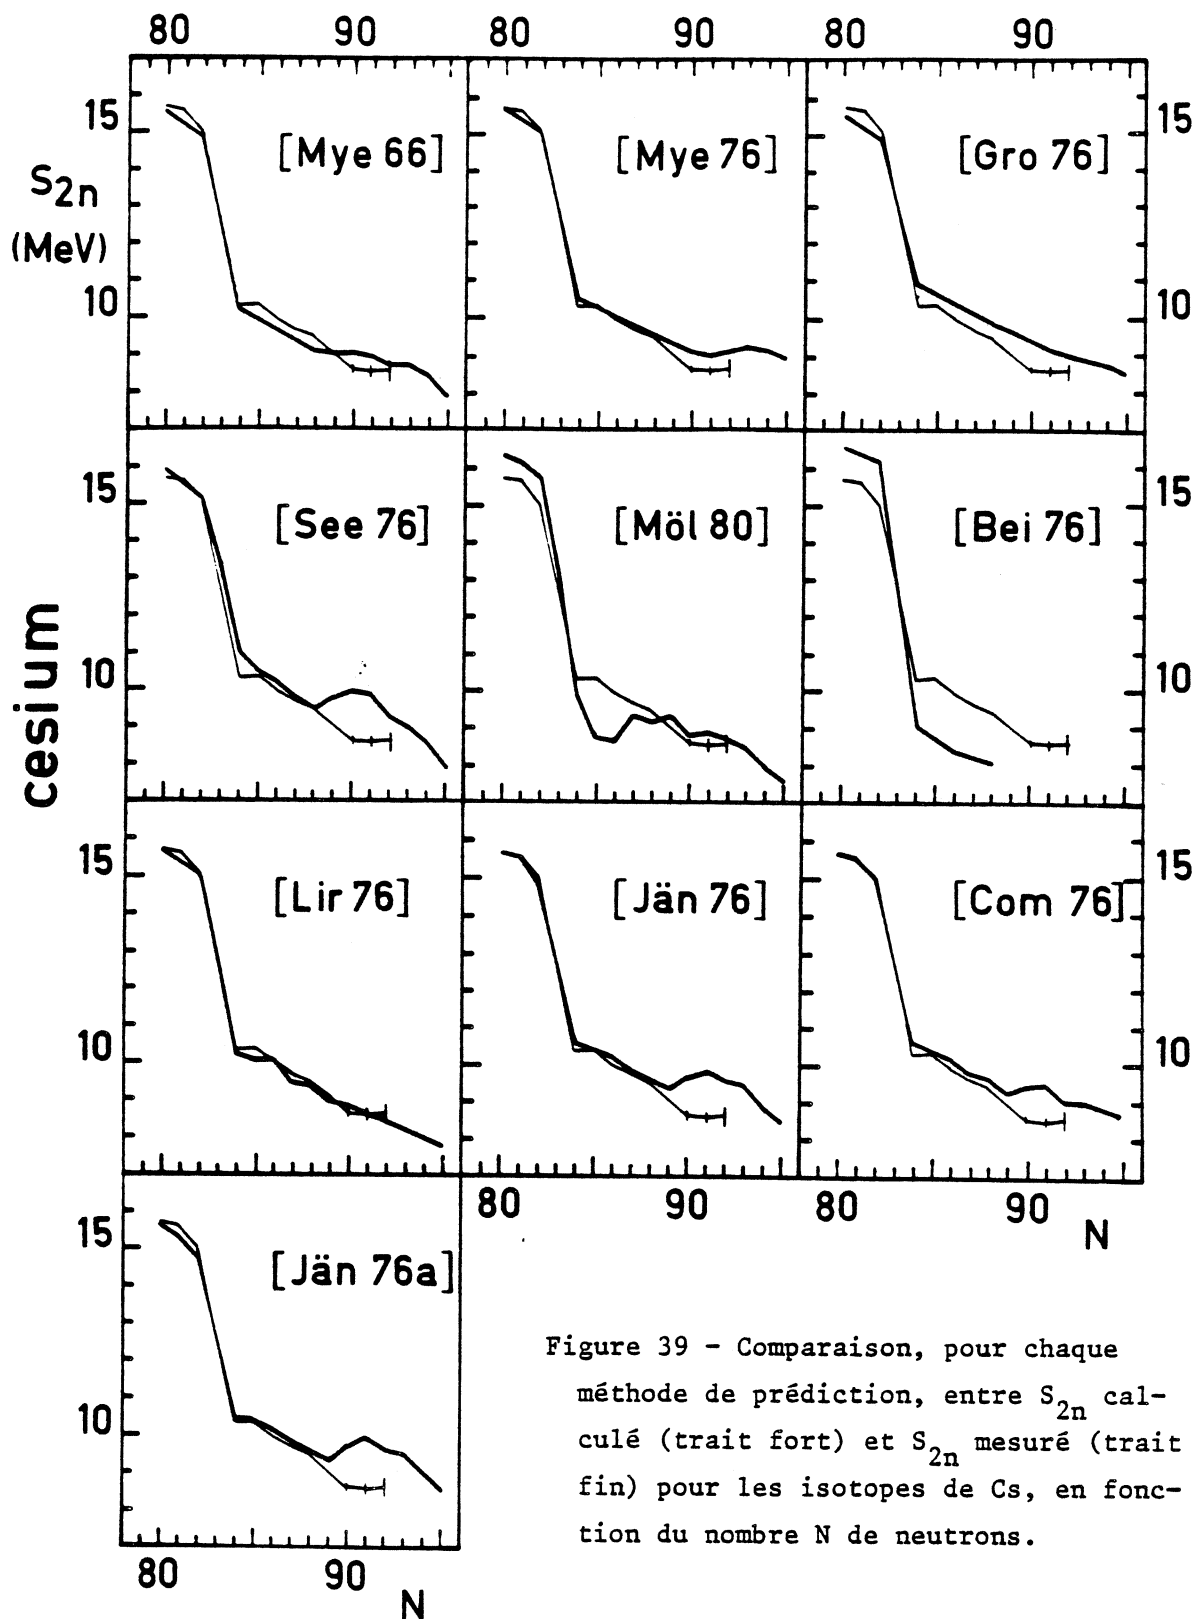 80 90 80 90 80 90
15 [Mye 66] [Mye 76] [Gro 76] 15
S2n
(MeV)
10 10
15 [See 76] [Möl 80] [Bei 76] 15
cesium
10 10
15 [Lir 76] [Jän 76] [Com 76] 15
10 10
80 90 80 90
N
15 [Jän 76a]
10
80 90
N
Figure 39 - Comparaison, pour chaque
méthode de prédiction, entre S2n cal-
culé (trait fort) et S2n mesuré (trait
fin) pour les isotopes de Cs, en fonc-
tion du nombre N de neutrons.